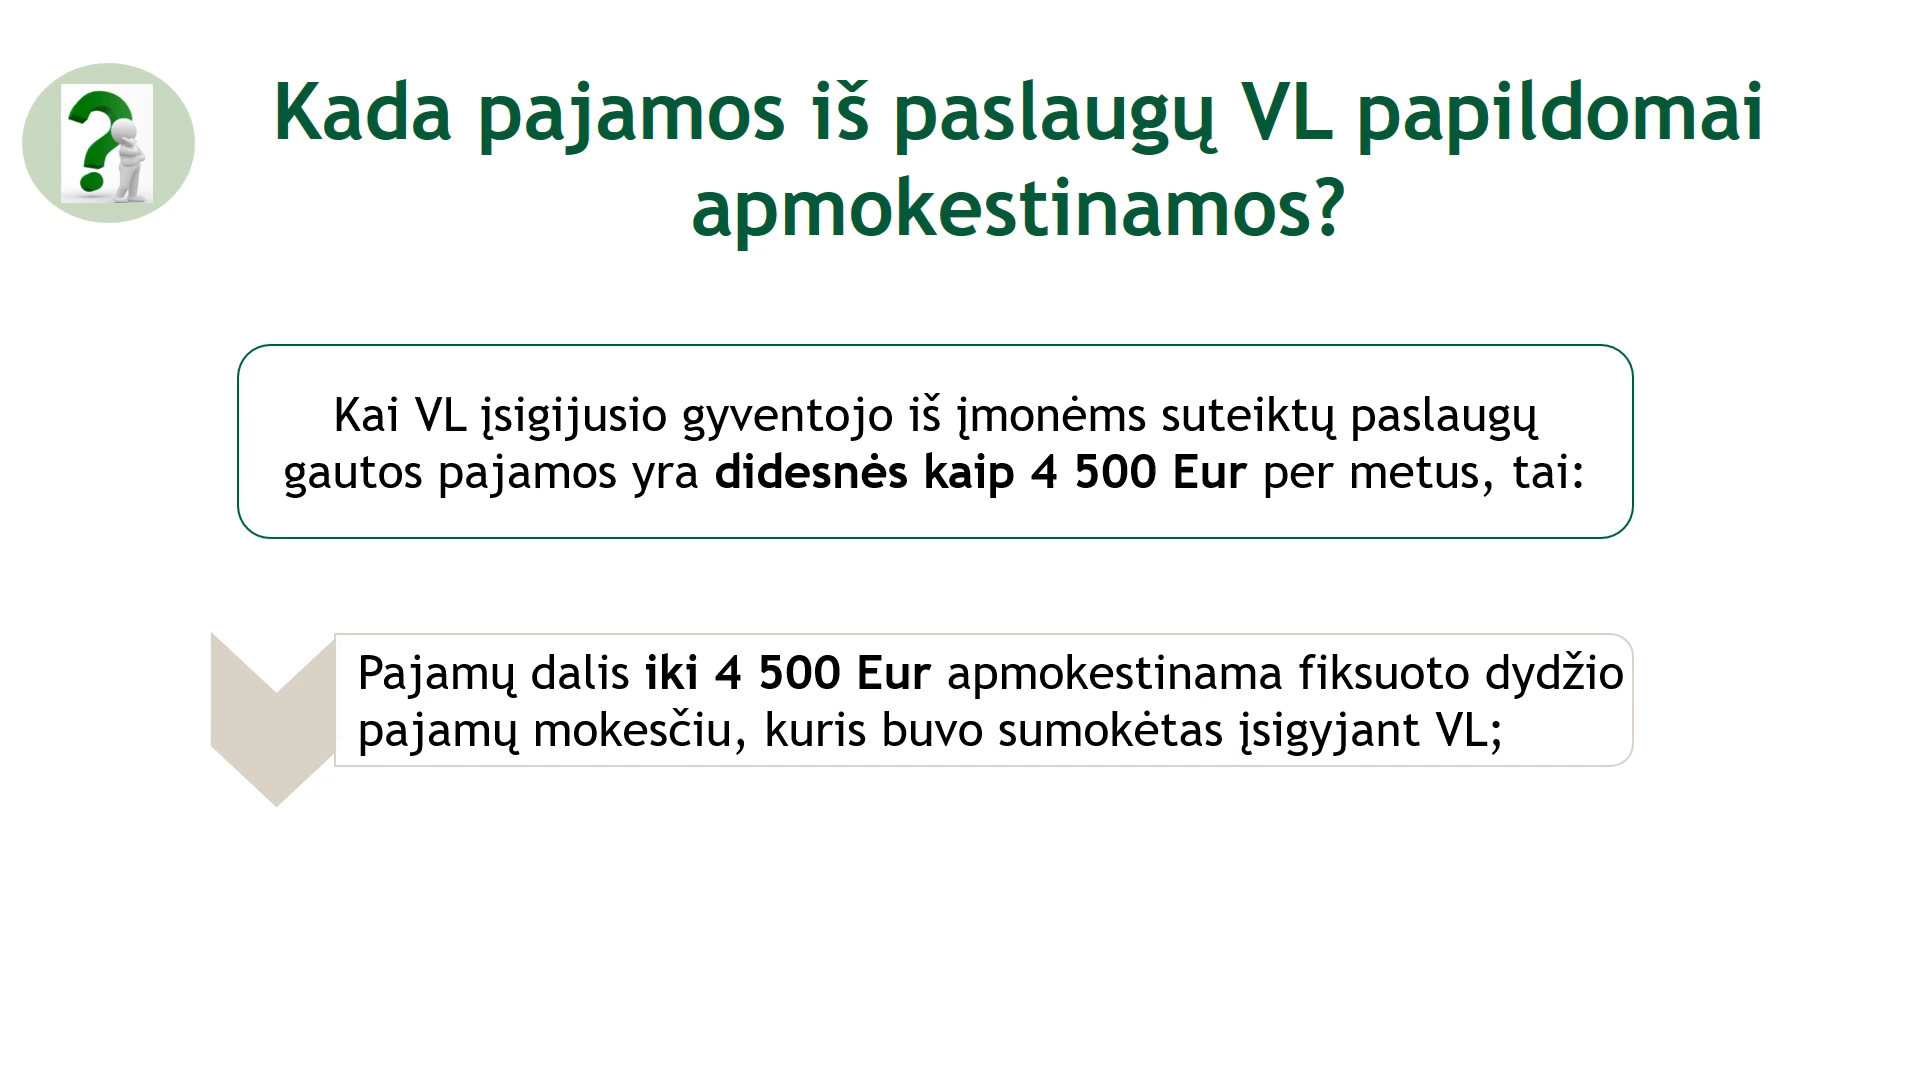 Kada pajamos iš paslaugų VL papildomai
apmokestinamos?
Kai VL įsigijusio gyventojo iš įmonėms suteiktų paslaugų
gautos pajamos yra didesnės kaip 4 500 Eur per metus, tai:
Pajamų dalis iki 4 500 Eur apmokestinama fiksuoto dydžio
pajamų mokesčiu, kuris buvo sumokėtas įsigyjant VL;